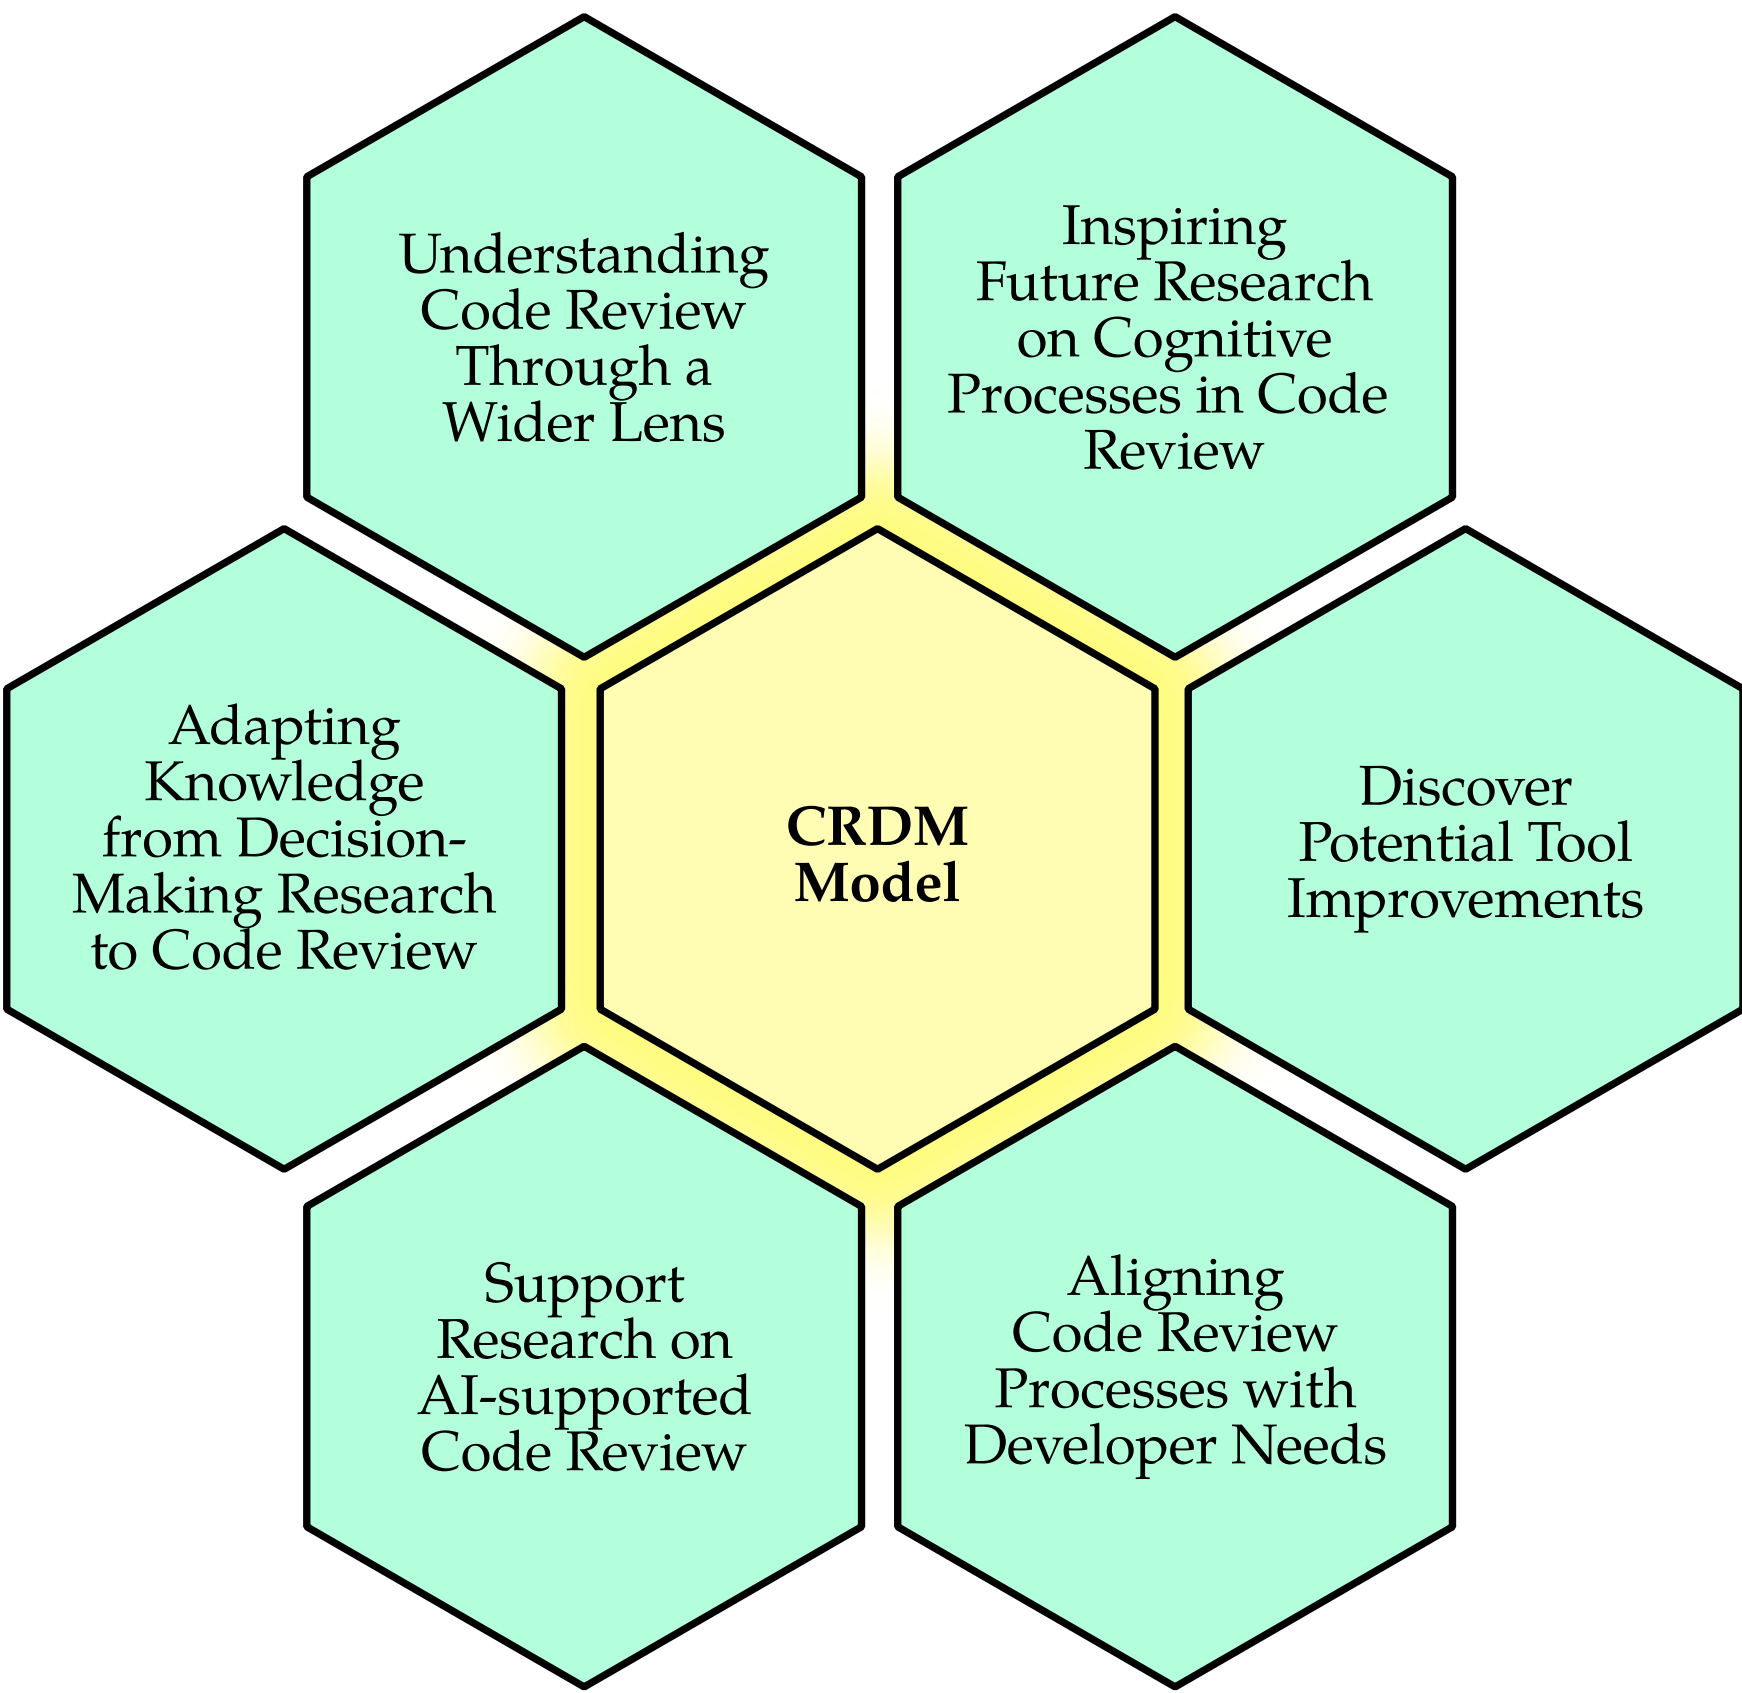 Understanding
Code Review
Through a
Wider Lens
Inspiring
Future Research
on Cognitive
Processes in Code
Review
Adapting
Knowledge
from Decision-
Making Research
to Code Review
CRDM
Model
Discover
Potential Tool
Improvements
Support
Research on
AI-supported
Code Review
Aligning
Code Review
Processes with
Developer Needs